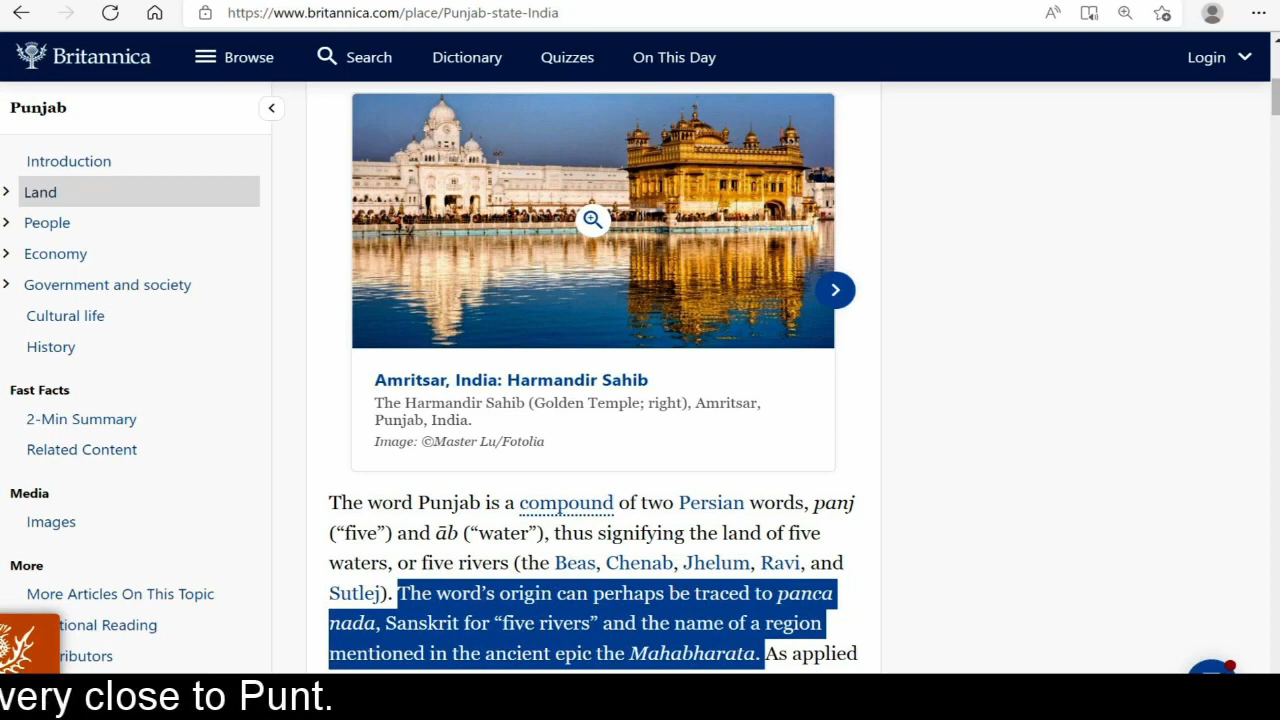 https://www.britannica.com/place/Punjab-state-India
Britannica
Browse
Search
Dictionary
Quizzes
On This Day
Login
Punjab
Introduction
Land
People
Economy
Government and society
Cultural life
History
Fast Facts
2-Min Summary
Related Content
Media
Images
More
More Articles On This Topic
tional Reading
ributors
Amritsar, India: Harmandir Sahib
The Harmandir Sahib (Golden Temple; right), Amritsar,
Punjab, India.
Image: ©Master Lu/Fotolia
The word Punjab is a compound of two Persian words, panj
(“five”) and āb (“water”), thus signifying the land of five
waters, or five rivers (the Beas, Chenab, Jhelum, Ravi, and
Sutlej). The word’s origin can perhaps be traced to panca
nada, Sanskrit for “five rivers” and the name of a region
mentioned in the ancient epic the Mahabharata. As applied
very close to Punt.